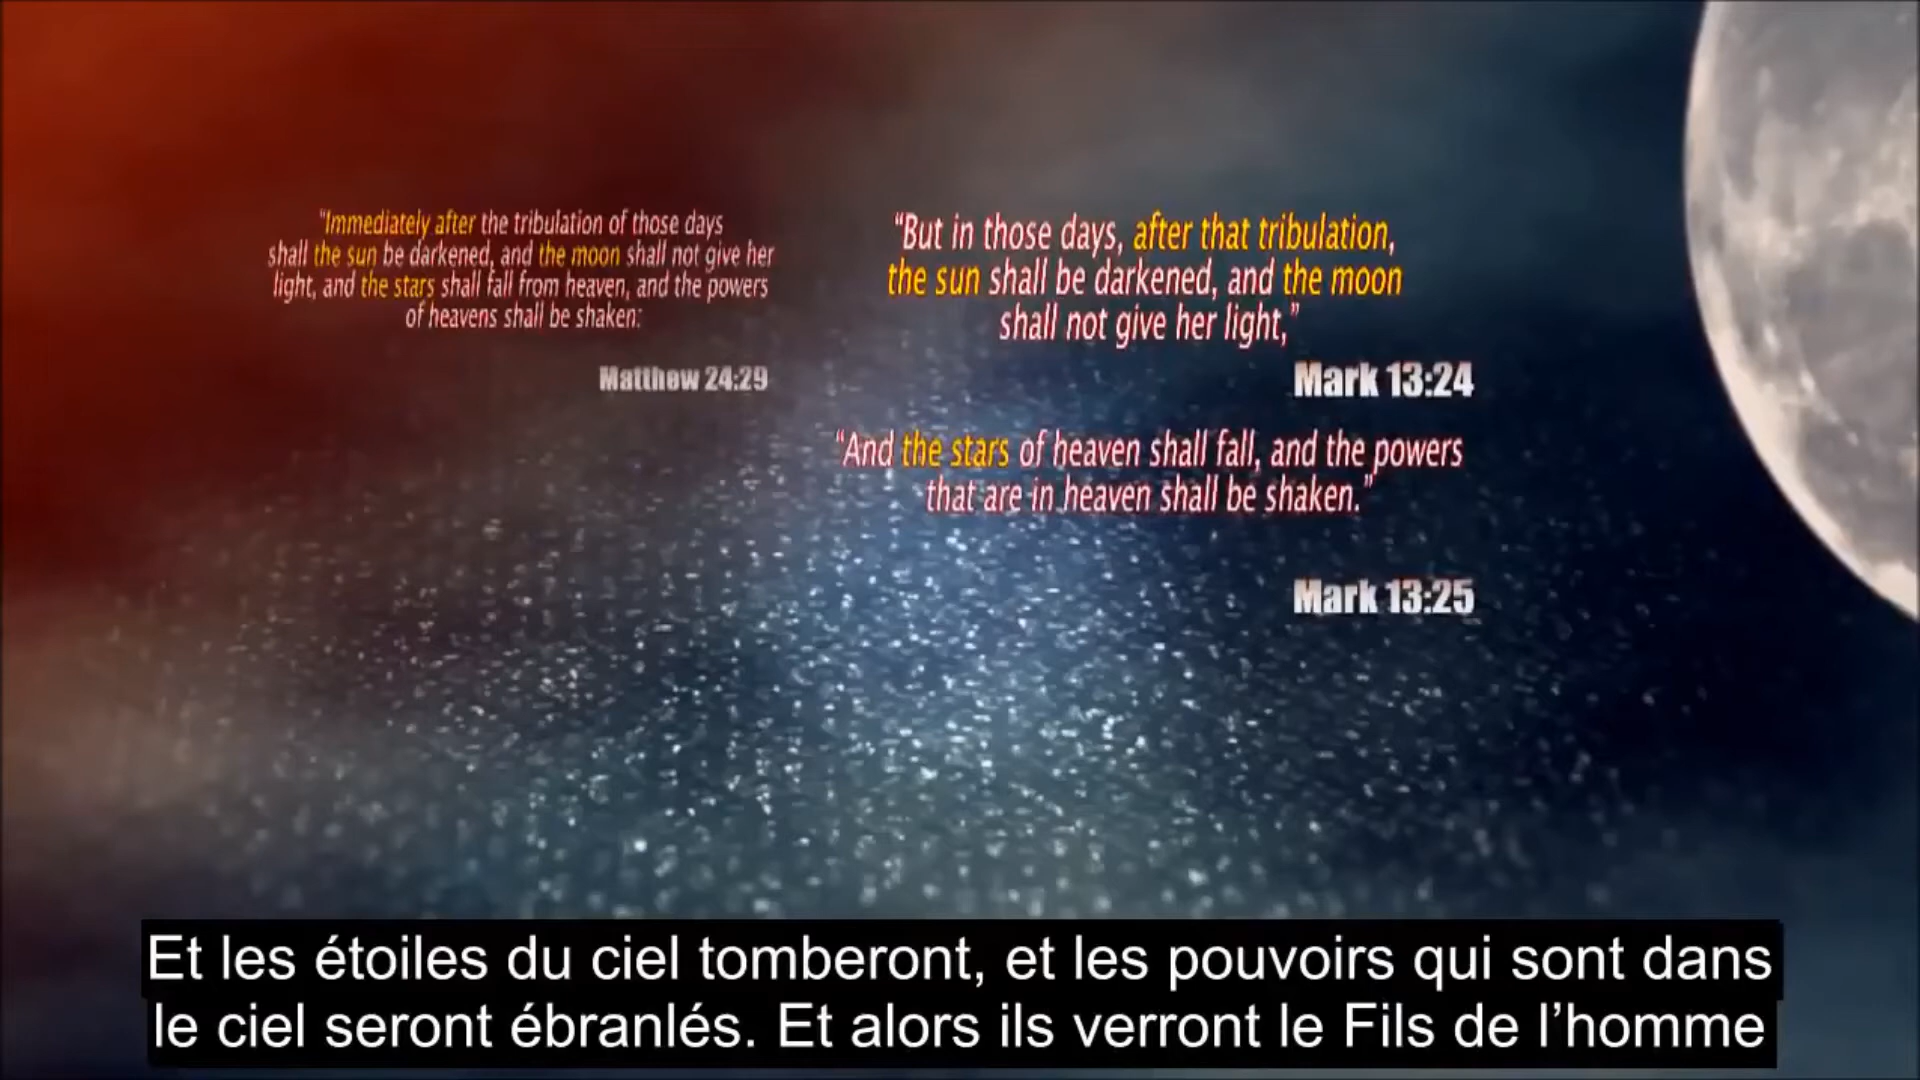 "Immediately after the tribulation of those days
shall the sun be darkened, and the moon shall not give her
light, and the stars shall fall from heaven, and the powers
of heavens shall be shaken:
Matthew 24:29
“But in those days, after that tribulation,
the sun shall be darkened, and the moon
shall not give her light,”
Mark 13:24
“And the stars of heaven shall fall, and the powers
that are in heaven shall be shaken.”
Mark 13:25
Et les étoiles du ciel tomberont, et les pouvoirs qui sont dans
le ciel seront ébranlés. Et alors ils verront le Fils de l’homme